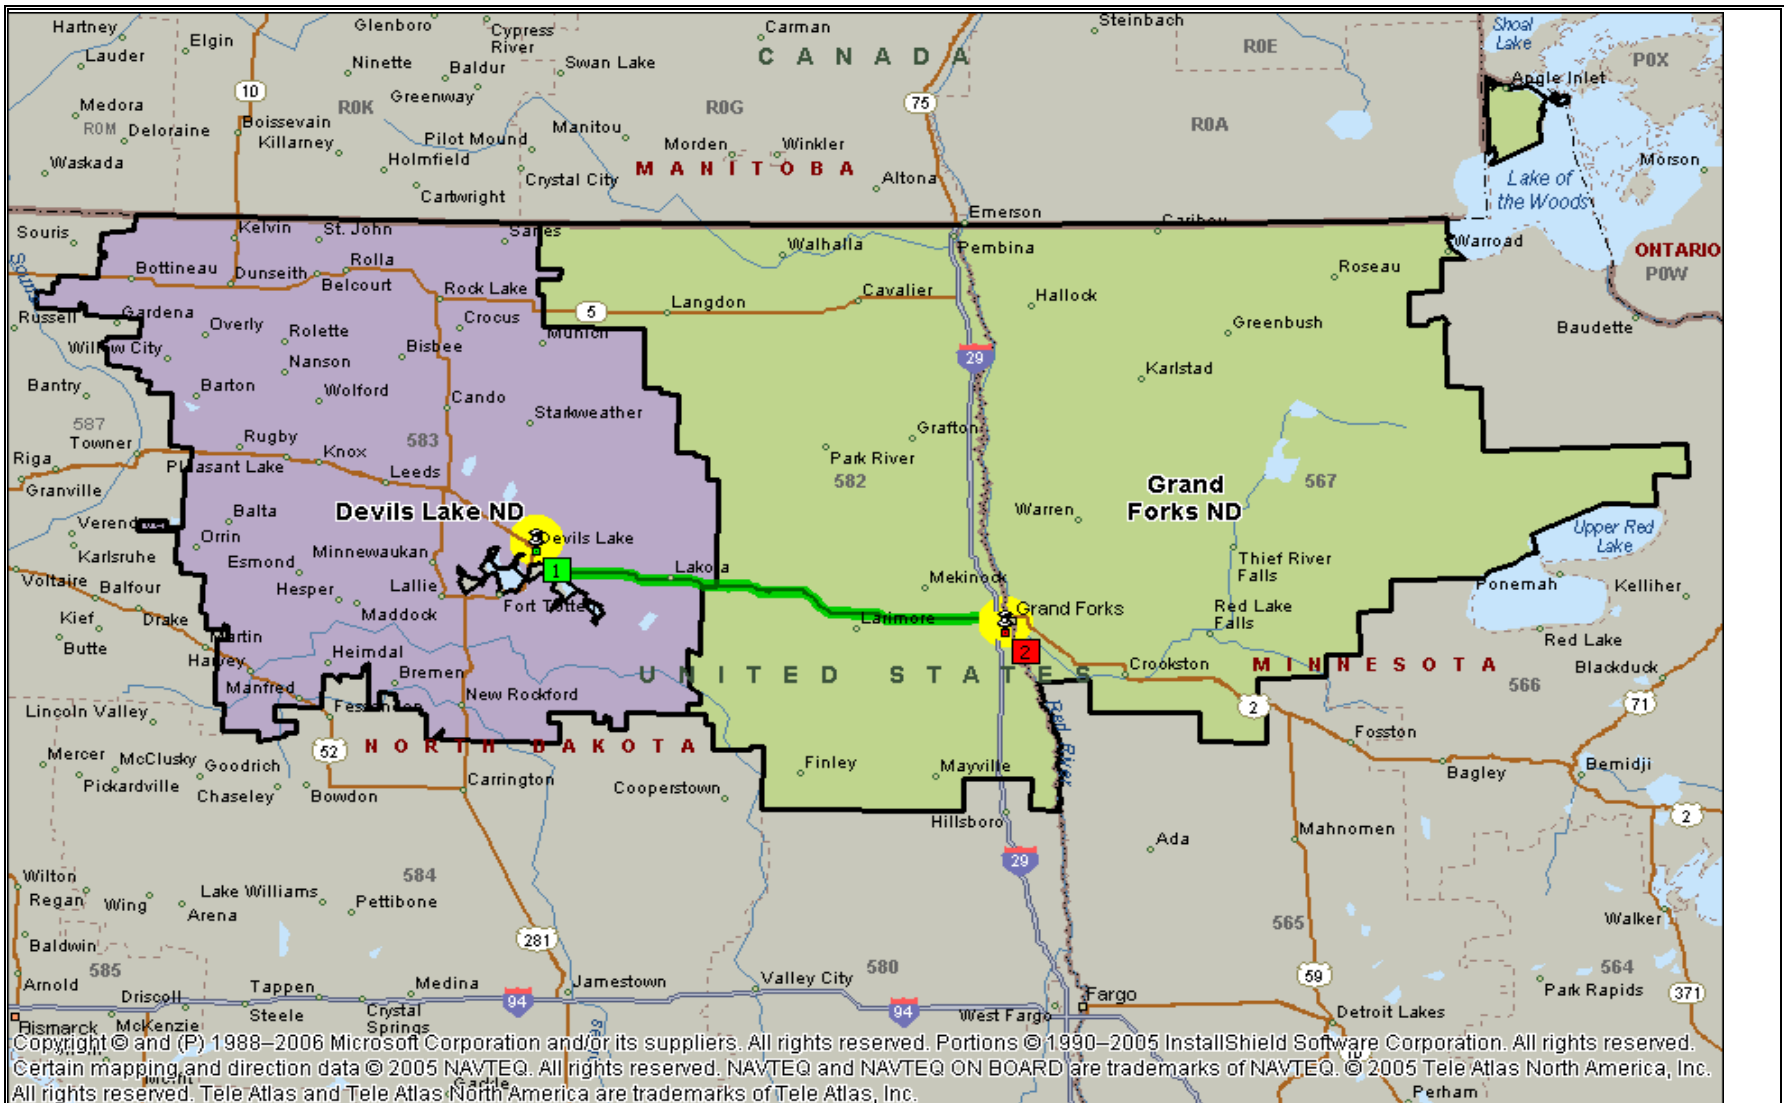 Hartney
Elgin
Glenboro
Cypress
River
Carman
Steinbach
Shoal
Lake
R0E
P0X
Lauder
CANADA
Ninette
Baldur
Swan Lake
Angle Inlet
10
75
Greenway
Medora
R0K
R0G
R0M
Deloraine
Boissevain
Killarney
Pilot Mound
Manitou
R0A
Morden
Winkler
Waskada
Holmfield
MANITOBA
Morson
Crystal City
Altona
Lake of
the Woods
Cartwright
Emerson
Caribou
Souris
Kelvin
St. John
Sarles
Walhalla
Pembina
Warroad
ONTARIO
P0W
Bottineau
Dunseith
Rolla
Belcourt
Roseau
Rock Lake
Langdon
Cavalier
Hallock
5
Russell
Gardena
Overly
Rolette
Crocus
Munich
Greenbush
Baudette
Willow City
Nanson
Bisbee
29
Karlstad
Bantry
Barton
Wolford
Cando
Starkweather
587
Towner
Rugby
583
Grafton
Riga
Pleasant Lake
Knox
Leeds
Park River
Granville
582
Grand
Forks ND
567
Devils Lake ND
Balta
Warren
Upper Red
Lake
Orrin
Devils Lake
Karlsruhe
Minnewaukan
Esmond
1
Lakota
Thief River
Falls
Voltaire
Balfour
Hesper
Lallie
Mekinock
Ponemah
Kelliher
Fort Totten
Maddock
Grand Forks
Red Lake
Falls
Kief
Drake
Larimore
Butte
Martin
Red Lake
Harvey
Heimdal
2
Crookston
MINNESOTA
Blackduck
Bremen
UNITED STATES
566
Manfred
New Rockford
71
Lincoln Valley
Fessenden
2
Red River
52
NORTH DAKOTA
Fosston
Mercer
McClusky
Goodrich
Finley
Mayville
Bagley
Bemidji
Pickardville
Chaseley
Bowdon
Carrington
Cooperstown
2
Hillsboro
Ada
Mahnomen
29
Wilton
Regan
Wing
Lake Williams
584
Arena
Pettibone
565
Walker
Baldwin
281
585
580
59
564
Arnold
Driscoll
Tappen
Medina
Jamestown
Valley City
Fargo
Park Rapids
371
94
94
Bismarck
McKenzie
Steele
Crystal
Springs
West Fargo
Detroit Lakes
Copyright © and (P) 1988–2006 Microsoft Corporation and/or its suppliers. All rights reserved. Portions © 1990–2005 InstallShield Software Corporation. All rights reserved.
Certain mapping and direction data © 2005 NAVTEQ. All rights reserved. NAVTEQ and NAVTEQ ON BOARD are trademarks of NAVTEQ. © 2005 Tele Atlas North America, Inc.
All rights reserved. Tele Atlas and Tele Atlas North America are trademarks of Tele Atlas, Inc.
Perham